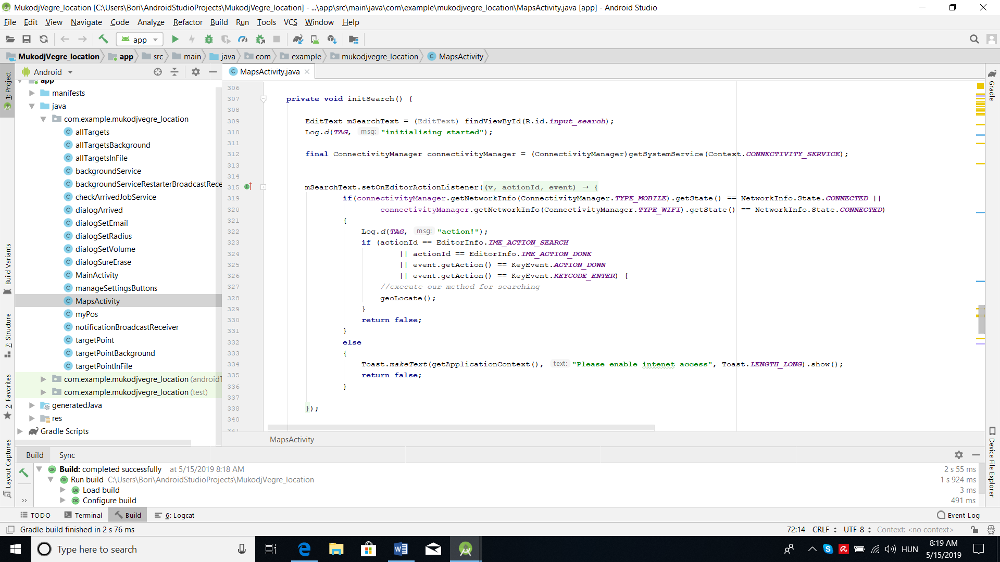 MukodjVegre_location [C:\Users\Bori\AndroidStudioProjects\MukodjVegre_location] - ...\app\src\main\java\com\example\mukodjvegre_location\MapsActivity.java [app] - Android Studio
File Edit View Navigate Code Analyze Refactor Build Run Tools VCS Window Help
app
MukodjVegre_location app src main java com example mukodjvegre_location MapsActivity
Android
MapsActivity.java
1: Project
Build Variants
7: Structure
2: Favorites
Layout Captures
app
manifests
java
com.example.mukodjvegre_location
allTargets
allTargetsBackground
allTargetsInFile
backgroundService
backgroundServiceRestarterBroadcastRece
checkArrivedJobService
dialogArrived
dialogSetEmail
dialogSetRadius
dialogSetVolume
dialogSureErase
MainActivity
manageSettingsButtons
MapsActivity
myPos
notificationBroadcastReceiver
targetPoint
targetPointBackground
targetPointInFile
com.example.mukodjvegre_location (androidT
com.example.mukodjvegre_location (test)
generatedJava
res
Gradle Scripts
306
307 private void initSearch() {
308
309 EditText mSearchText = (EditText) findViewById(R.id.input_search);
310 Log.d(TAG, msg: "initialising started");
311
312 final ConnectivityManager connectivityManager = (ConnectivityManager)getSystemService(Context.CONNECTIVITY_SERVICE);
313
314
315 mSearchText.setOnEditorActionListener((v, actionId, event) → {
319 if(connectivityManager.getNetworkInfo(ConnectivityManager.TYPE_MOBILE).getState() == NetworkInfo.State.CONNECTED ||
320 connectivityManager.getNetworkInfo(ConnectivityManager.TYPE_WIFI).getState() == NetworkInfo.State.CONNECTED)
321 {
322 Log.d(TAG, msg: "action!");
323 if (actionId == EditorInfo.IME_ACTION_SEARCH
324 || actionId == EditorInfo.IME_ACTION_DONE
325 || event.getAction() == KeyEvent.ACTION_DOWN
326 || event.getAction() == KeyEvent.KEYCODE_ENTER) {
327 //execute our method for searching
328 geoLocate();
329 }
330 return false;
331 }
332 else
333 {
334 Toast.makeText(getApplicationContext(), text: "Please enable intenet access", Toast.LENGTH_LONG).show();
335 return false;
336 }
337
338 });
340
341
MapsActivity
Gradle
Device File Explorer
Build Sync
Build: completed successfully at 5/15/2019 8:18 AM 2 s 55 ms
Run build C:\Users\Bori\AndroidStudioProjects\MukodjVegre_location 1 s 924 ms
Load build 3 ms
Configure build 491 ms
TODO Terminal Build 6: Logcat Event Log
Gradle build finished in 2 s 76 ms 72:14 CRLF UTF-8 Context: <no context>
Type here to search HUN 8:19 AM
5/15/2019